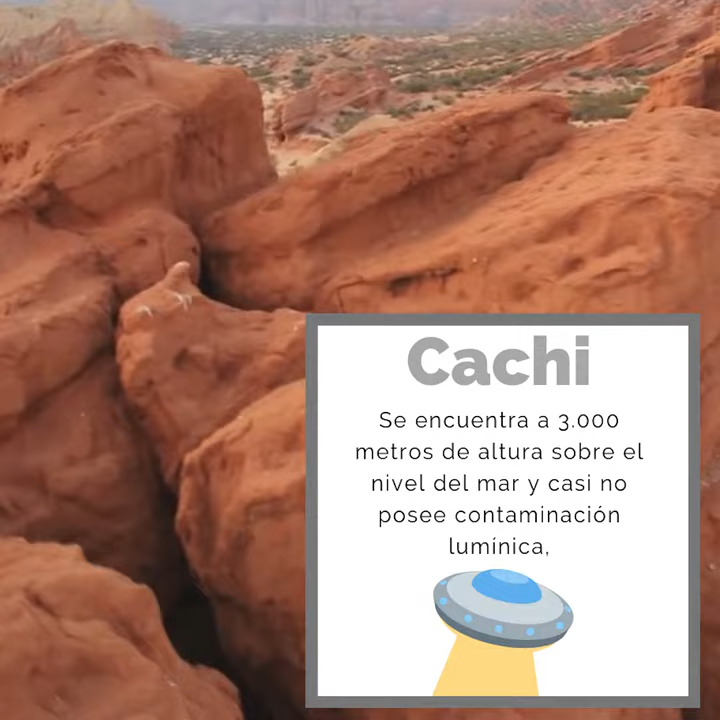 Cachi
Se encuentra a 3.000
metros de altura sobre el
nivel del mar y casi no
posee contaminación
lumínica,